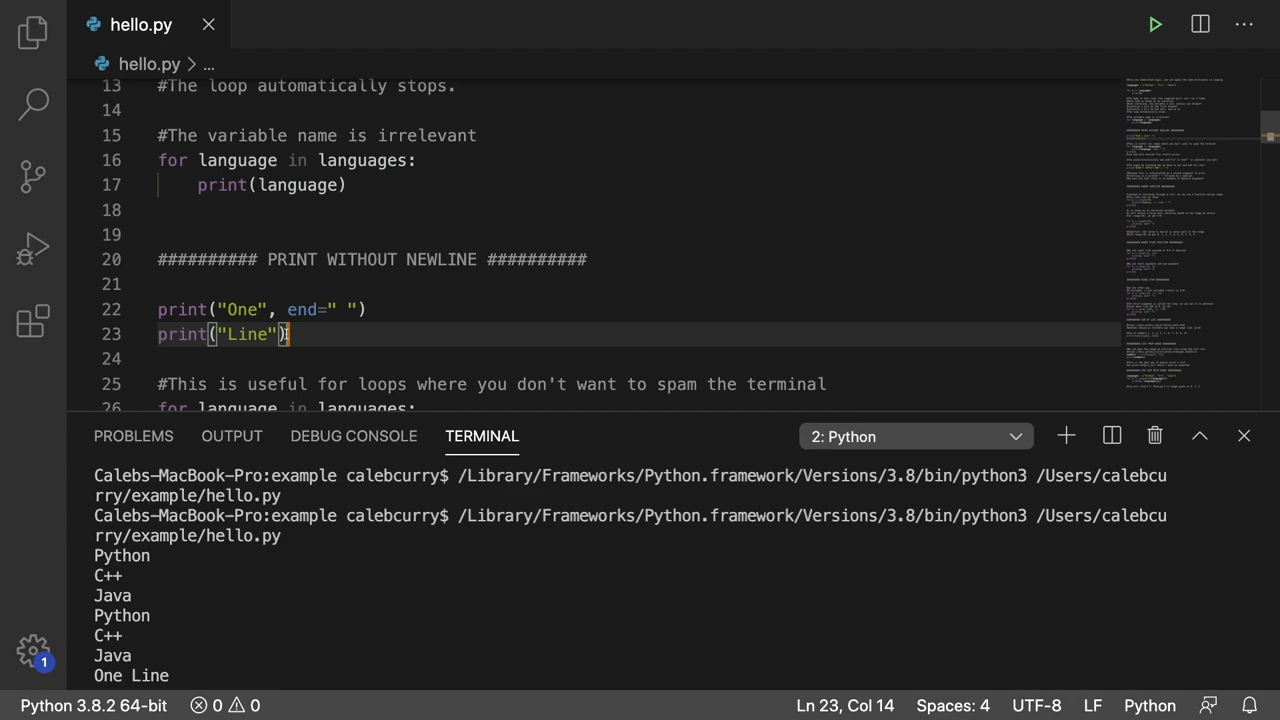 hello.py
hello.py > ...
13 #The loop automatically stops.
14
15 #The variable name is irrelevant
16 for language in languages:
17     print(language)
18
19
20 ######### PRINT WITHOUT NEWLINE #########
21
22 print("One", end=" ")
23 print("Line")
24
25 #This is useful for loops where you don't want to spam the terminal
26 for language in languages:
PROBLEMS OUTPUT DEBUG CONSOLE TERMINAL 2: Python
Calebs-MacBook-Pro:example calebcurry$ /Library/Frameworks/Python.framework/Versions/3.8/bin/python3 /Users/calebcu
rry/example/hello.py
Calebs-MacBook-Pro:example calebcurry$ /Library/Frameworks/Python.framework/Versions/3.8/bin/python3 /Users/calebcu
rry/example/hello.py
Python
C++
Java
Python
C++
Java
One Line
1
Python 3.8.2 64-bit 0 0 Ln 23, Col 14 Spaces: 4 UTF-8 LF Python